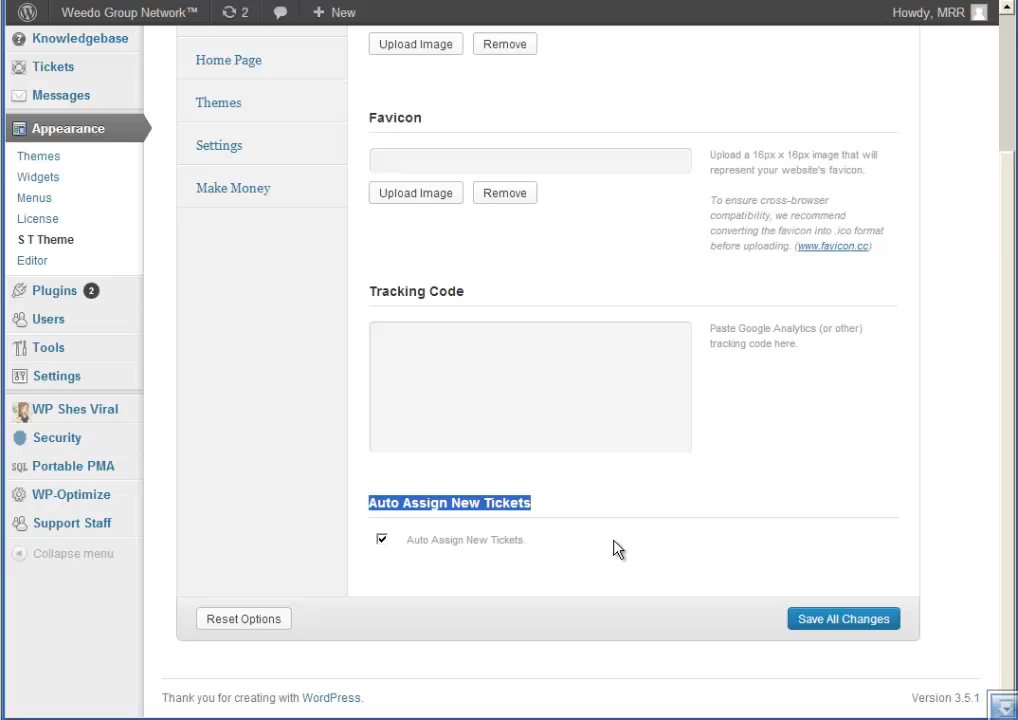 Weedo Group Network™ 2 + New Howdy, MRR
Knowledgebase
Tickets
Messages
Appearance
Themes
Widgets
Menus
License
S T Theme
Editor
Plugins 2
Users
Tools
Settings
WP Shes Viral
Security
SQL Portable PMA
WP-Optimize
Support Staff
Collapse menu
Home Page
Themes
Settings
Make Money
Upload Image Remove
Favicon
Upload a 16px x 16px image that will
represent your website's favicon.
Upload Image Remove
To ensure cross-browser
compatibility, we recommend
converting the favicon into .ico format
before uploading. (www.favicon.cc)
Tracking Code
Paste Google Analytics (or other)
tracking code here.
Auto Assign New Tickets
Auto Assign New Tickets.
Reset Options Save All Changes
Thank you for creating with WordPress. Version 3.5.1